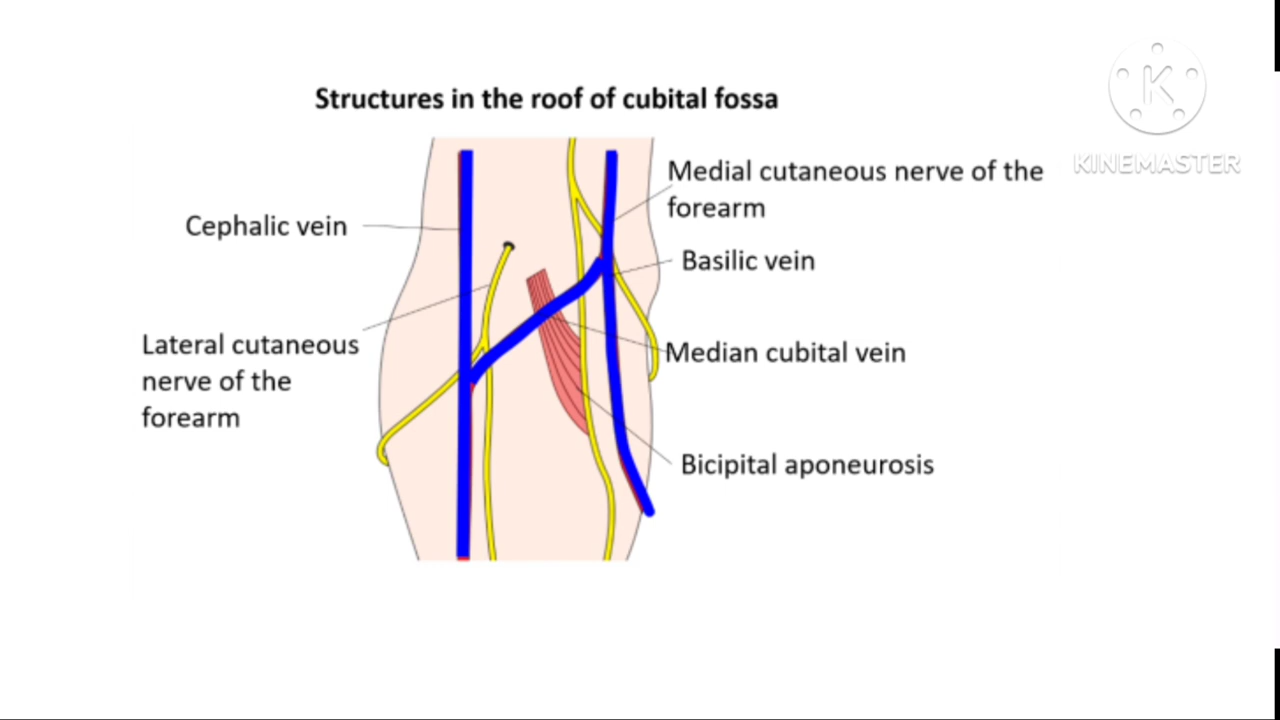 Structures in the roof of cubital fossa
KINEMASTER
Medial cutaneous nerve of the
forearm
Cephalic vein
Basilic vein
Lateral cutaneous
nerve of the
forearm
Median cubital vein
Bicipital aponeurosis